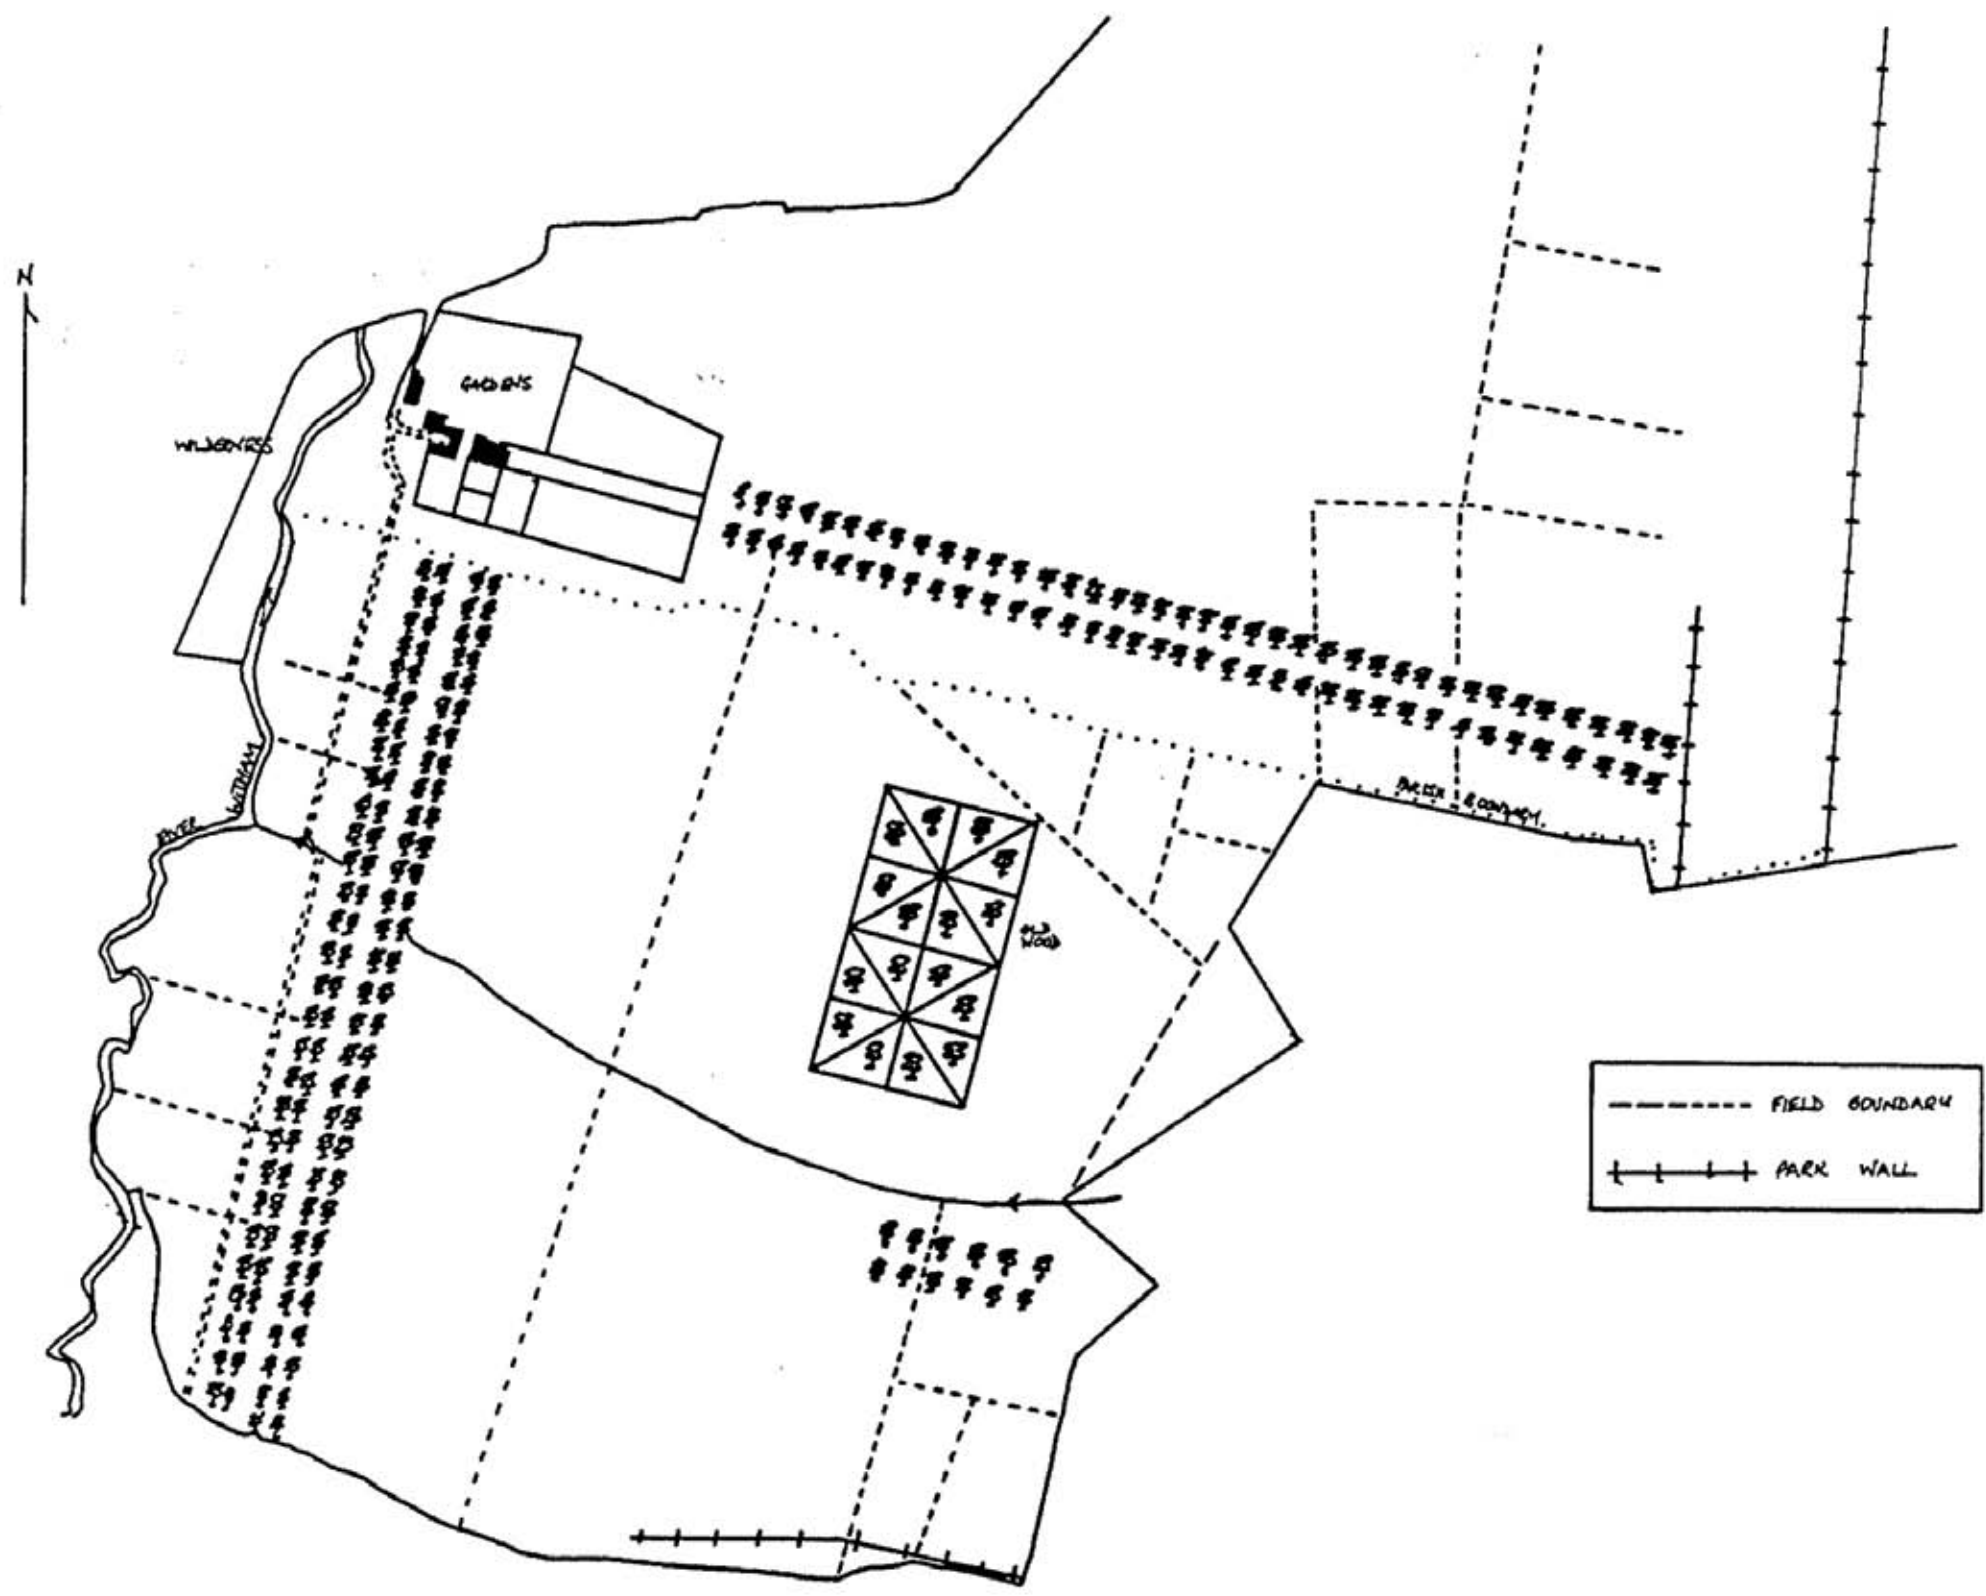 N
GARDENS
WILDERNESS
RIVER WITHAM
PARISH BOUNDARY
OLD
WOOD
FIELD BOUNDARY
PARK WALL